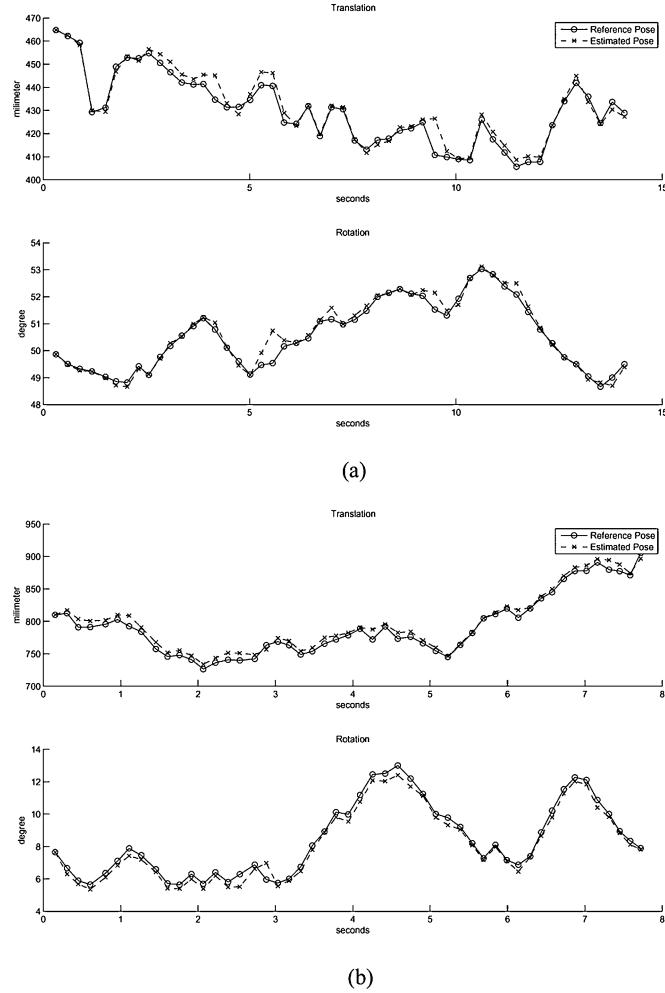 Translation
470
460
450
440
430
420
410
400
milimeter
0
5
10
15
seconds
Reference Pose
Estimated Pose
Rotation
54
53
52
51
50
49
48
degree
0
5
10
15
seconds
(a)
Translation
950
900
850
800
750
700
milimeter
0 1 2 3 4 5 6 7 8
seconds
Reference Pose
Estimated Pose
Rotation
14
12
10
8
6
4
degree
0 1 2 3 4 5 6 7 8
seconds
(b)